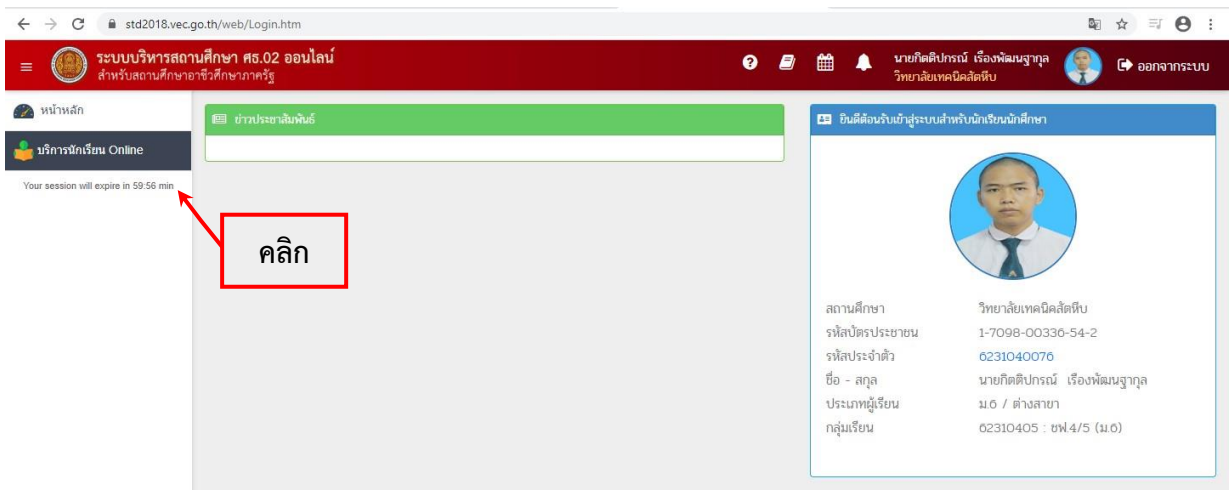 std2018.vec.go.th/web/Login.htm
ระบบบริหารสถานศึกษา ศธ.02 ออนไลน์
สำหรับสถานศึกษาอาชีวศึกษาภาครัฐ
นายกิตติปกรณ์ เรืองพัฒนฐากุล
วิทยาลัยเทคนิคสัตหีบ
ออกจากระบบ
หน้าหลัก
บริการนักเรียน Online
Your session will expire in 59:56 min
คลิก
ข่าวประชาสัมพันธ์
ยินดีต้อนรับเข้าสู่ระบบสำหรับนักเรียนนักศึกษา
สถานศึกษา วิทยาลัยเทคนิคสัตหีบ
รหัสบัตรประชาชน 1-7098-00336-54-2
รหัสประจำตัว 6231040076
ชื่อ - สกุล นายกิตติปกรณ์ เรืองพัฒนฐากุล
ประเภทผู้เรียน ม.6 / ต่างสาขา
กลุ่มเรียน 62310405 : ชฟ.4/5 (ม.6)